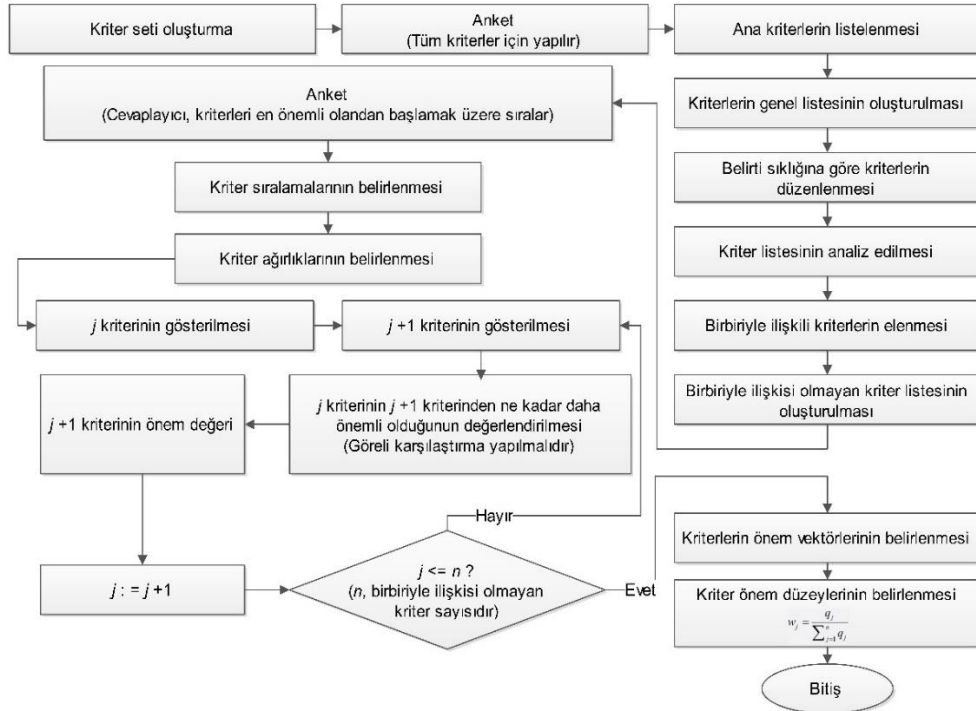 Kriter seti oluşturma
Anket
(Tüm kriterler için yapılır)
Ana kriterlerin listelenmesi
Kriterlerin genel listesinin oluşturulması
Belirti sıklığına göre kriterlerin
düzenlenmesi
Kriter listesinin analiz edilmesi
Birbiriyle ilişkili kriterlerin elenmesi
Birbiriyle ilişkisi olmayan kriter listesinin
oluşturulması
Anket
(Cevaplayıcı, kriterleri en önemli olandan başlamak üzere sıralar)
Kriter sıralamalarının belirlenmesi
Kriter ağırlıklarının belirlenmesi
j kriterinin gösterilmesi
j +1 kriterinin gösterilmesi
j kriterinin j +1 kriterinden ne kadar daha
önemli olduğunun değerlendirilmesi
(Göreli karşılaştırma yapılmalıdır)
j +1 kriterinin önem değeri
j : = j +1
j <= n ?
(n, birbiriyle ilişkisi olmayan
kriter sayısıdır)
Hayır
Evet
Kriterlerin önem vektörlerinin belirlenmesi
Kriter önem düzeylerinin belirlenmesi
w_j = q_j / ∑_{j=1}^{n} q_j
Bitiş